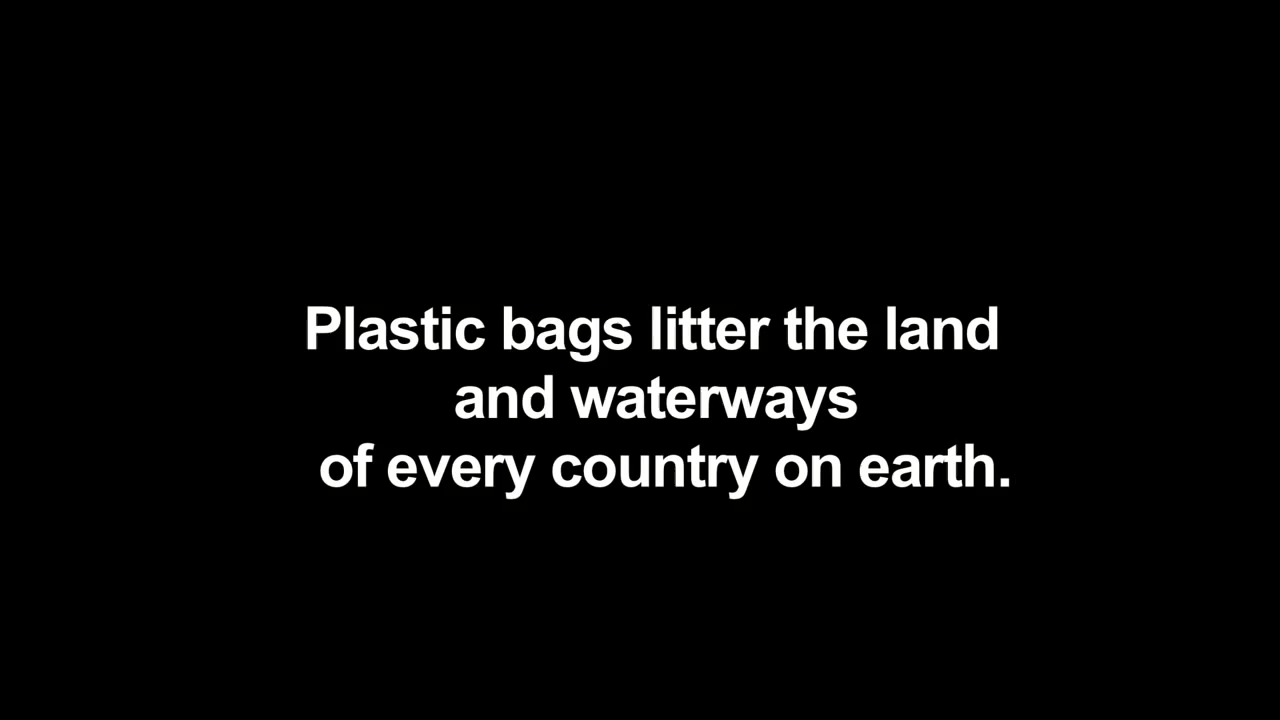 Plastic bags litter the land
and waterways
of every country on earth.